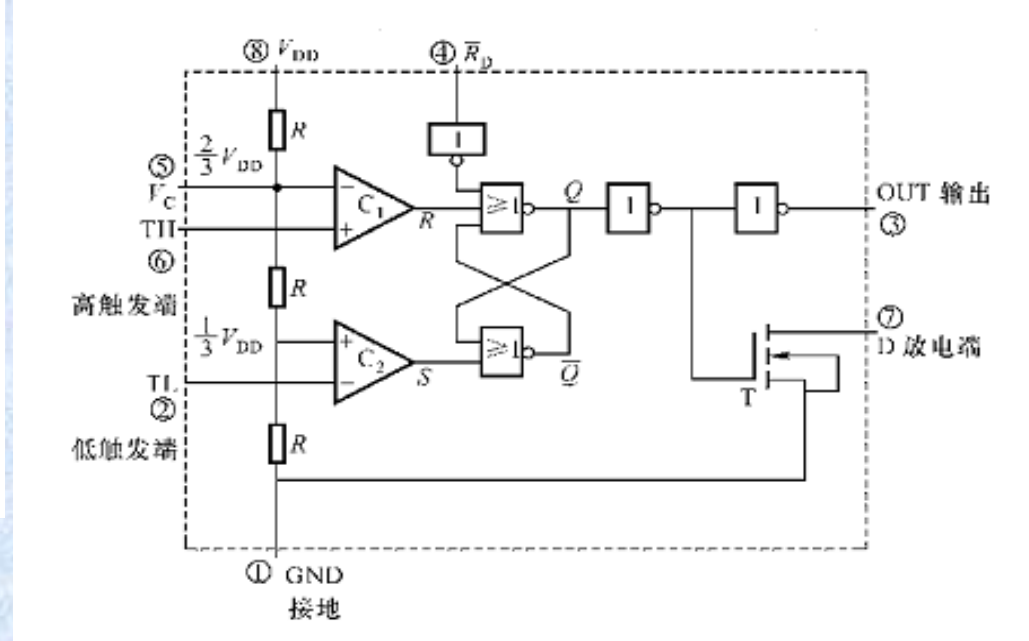 ⑧ V_DD
④ R̅_D
R
1
⑤
2/3 V_DD
V_C
− C₁ +
R
≥1
Q
1
1
OUT 输出
③
TH
⑥
高触发端
R
1/3 V_DD
+ C₂ −
S
≥1
Q̅
⑦
D 放电端
T
TL
②
低触发端
R
① GND
接地